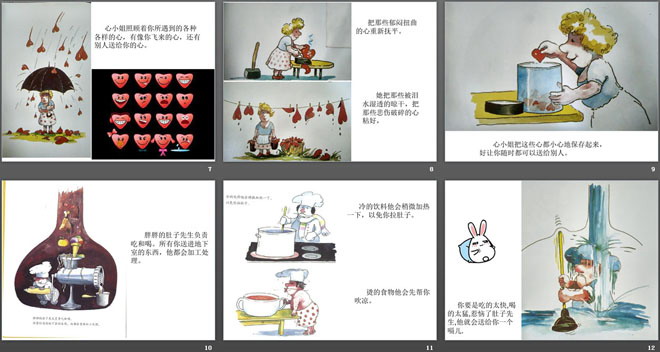 心小姐照顾着你所遇到的各种
各样的心，有像你飞来的心，还有
别人送给你的心。
7
把那些郁闷扭曲
的心重新抚平。
她把那些被泪
水湿透的晾干，把
那些悲伤破碎的心
粘好。
8
心小姐把这些心都小心地保存起来，
好让你随时都可以送给别人。
9
胖胖的肚子先生负责
吃和喝。所有你送进地下
室的东西，他都会加工处
理。
10
冷的饮料他会稍微加热
一下，以免你拉肚子。
烫的食物他会先帮你
吹凉。
11
你要是吃的太快,喝
的太猛,惹恼了肚子先
生,他就会送给你一个
嗝儿。
12